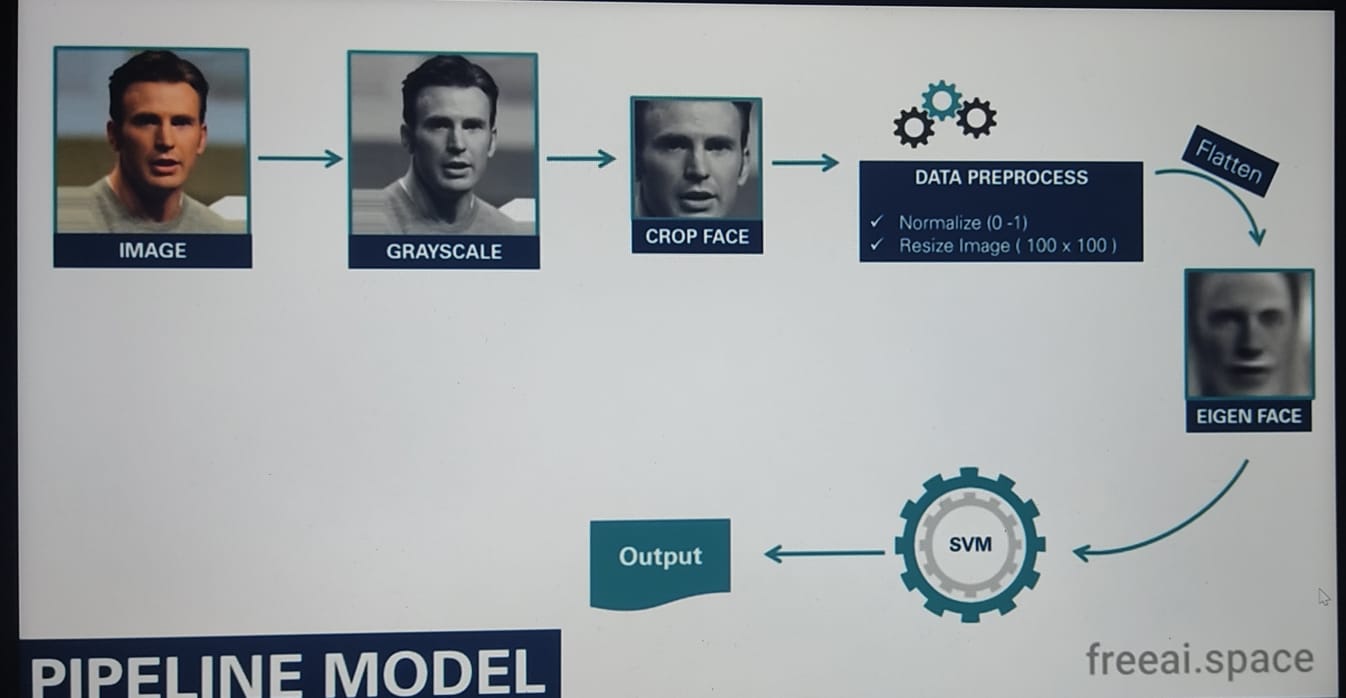 IMAGE
GRAYSCALE
CROP FACE
DATA PREPROCESS
✓ Normalize (0 -1)
✓ Resize Image ( 100 x 100 )
Flatten
EIGEN FACE
SVM
Output
PIPELINE MODEL
freeai.space